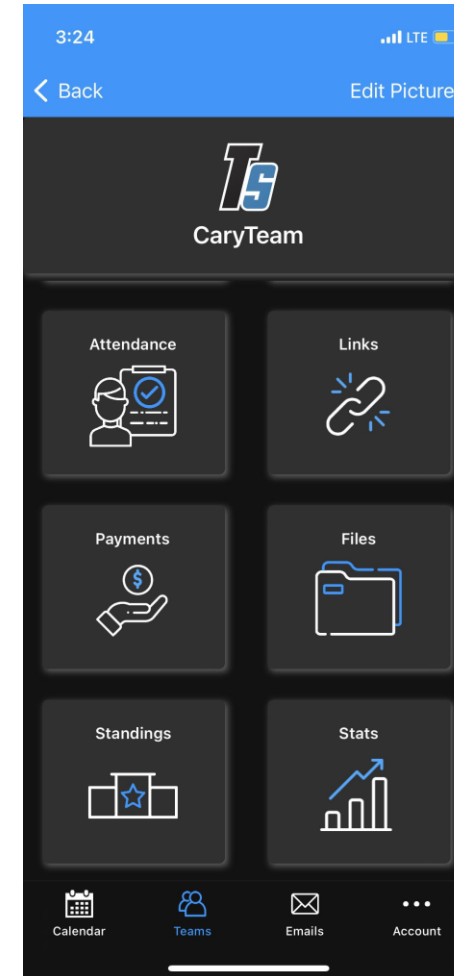 3:24 LTE
Back Edit Picture
TS
CaryTeam
Attendance Links
Payments Files
$
Standings Stats
Calendar Teams Emails Account